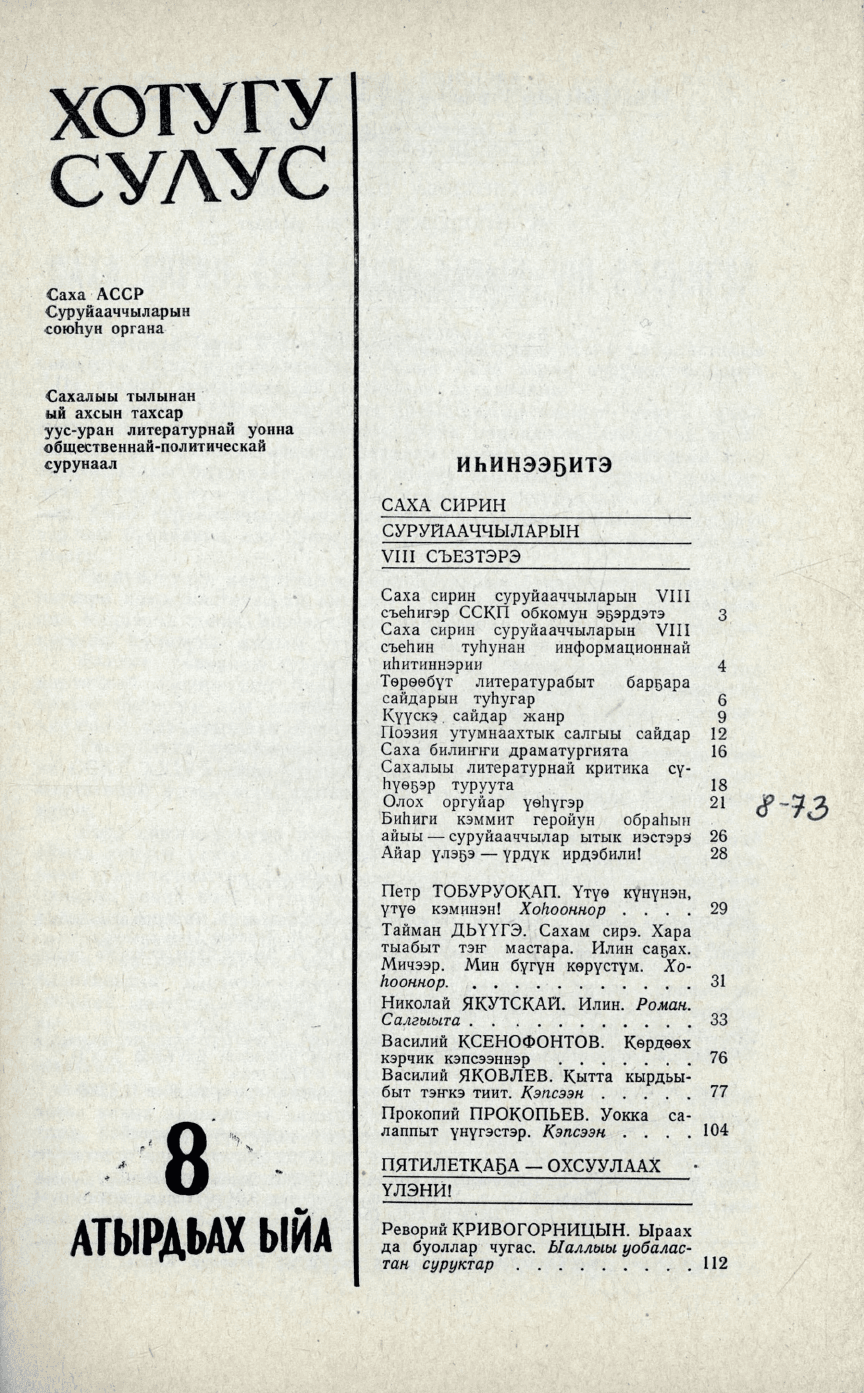 ХОТУГУ
СУЛУС
Саха АССР
Суруйааччыларын
союһун органа
Сахалыы тылынан
ый ахсын тахсар
уус-уран литературнай уонна
общественнай-политическай
сурунаал
8
АТЫРДЬАХ ЫЙА
ИҺИНЭЭҔИТЭ
САХА СИРИН
СУРУЙААЧЧЫЛАРЫН
VIII СЪЕЗТЭРЭ
Саха сирин суруйааччыларын VIII
съеһигэр ССКП обкомун эҕэрдэтэ 3
Саха сирин суруйааччыларын VIII
съеһин туһунан информационнай
иһитиннэрии 4
Төрөөбүт литературабыт барҕара
сайдарын туһугар 6
Күүскэ сайдар жанр 9
Поэзия утумнаахтык салгыы сайдар 12
Саха билиҥҥи драматургията 16
Сахалыы литературнай критика сү-
һүөҕэр туруута 18
Олох оргуйар үөһүгэр 21
Биһиги кэммит геройун обраһын
айыы — суруйааччылар ытык иэстэрэ 26
Айар үлэҕэ — үрдүк ирдэбили! 28
Петр ТОБУРУОКАП. Үтүө күнүнэн,
үтүө кэминэн! Хоһооннор . . . . 29
Тайман ДЬҮҮГЭ. Сахам сирэ. Хара
тыабыт тэҥ мастара. Илин саҕах.
Мичээр. Мин бүгүн көрүстүм. Хо-
һооннор. . . . . . . . . . . . 31
Николай ЯКУТСКАЙ. Илин. Роман.
Салгыыта . . . . . . . . . . . 33
Василий КСЕНОФОНТОВ. Көрдөөх
кэрчик кэпсээннэр . . . . . . . 76
Василий ЯКОВЛЕВ. Кытта кырдьы-
быт тэҥкэ тиит. Кэпсээн . . . . . 77
Прокопий ПРОКОПЬЕВ. Уокка са-
лаппыт үнүгэстэр. Кэпсээн . . . . 104
ПЯТИЛЕТКАҔА — ОХСУУЛААХ
ҮЛЭНИ!
Реворий КРИВОГОРНИЦЫН. Ыраах
да буоллар чугас. Ыаллыы уобалас-
тан суруктар . . . . . . . . . 112
8-73